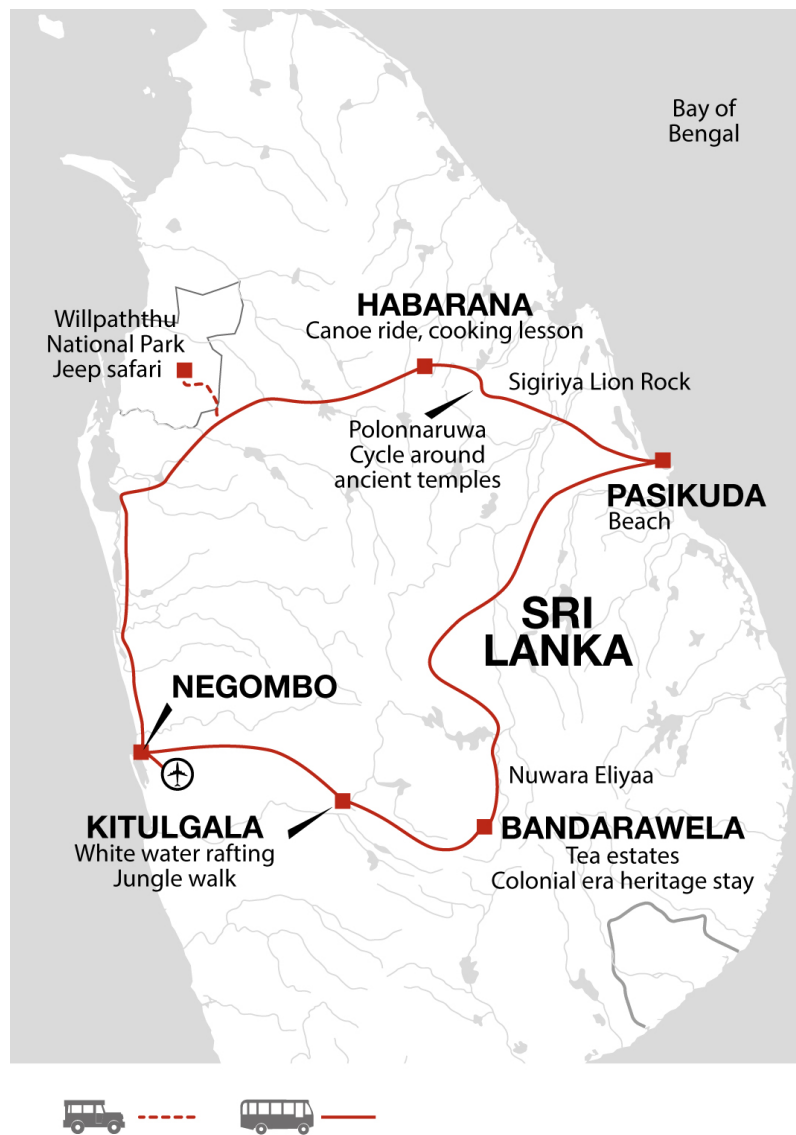 Bay of
Bengal
HABARANA
Canoe ride, cooking lesson
Willpaththu
National Park
Jeep safari
Sigiriya Lion Rock
Polonnaruwa
Cycle around
ancient temples
PASIKUDA
Beach
SRI
LANKA
NEGOMBO
Nuwara Eliyaa
KITULGALA
White water rafting
Jungle walk
BANDARAWELA
Tea estates
Colonial era heritage stay